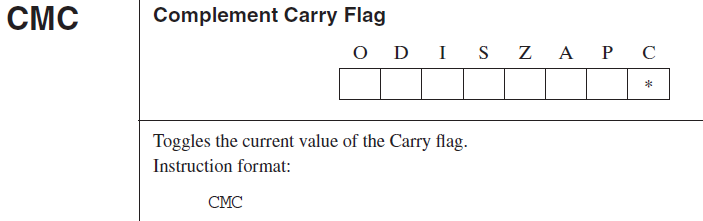 CMC
Complement Carry Flag
O D I S Z A P C
*
Toggles the current value of the Carry flag.
Instruction format:
CMC